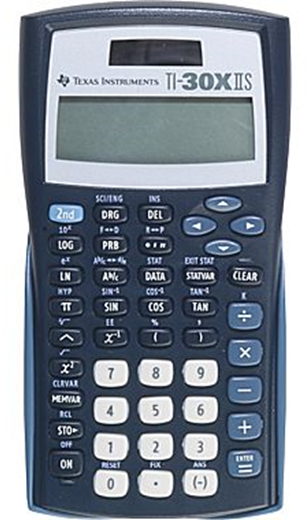 TEXAS INSTRUMENTS TI-30X IIS
SCI/ENG INS
2nd DRG DEL
10ˣ F↔D R↔P
LOG PRB ° ' "
eˣ STAT EXIT STAT
LN Aᵇ⁄c DATA STATVAR CLEAR
HYP SIN⁻¹ COS⁻¹ TAN⁻¹ K
π SIN COS TAN ÷
ˣ√ EE % ,
^ x⁻¹ ( ) ×
√
x² 7 8 9
CLRVAR
MEMVAR 4 5 6 −
RCL
STO► 1 2 3 +
OFF RESET FIX ANS ENTER
ON 0 . (-) =